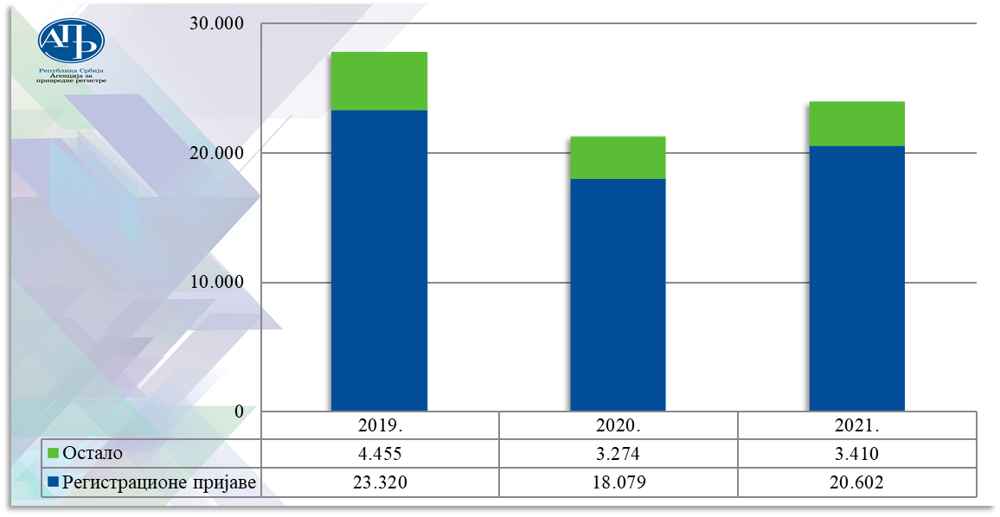 АПР
Република Србија
Агенција за
привредне регистре
30.000
20.000
10.000
0
2019. 2020. 2021.
Остало 4.455 3.274 3.410
Регистрационе пријаве 23.320 18.079 20.602